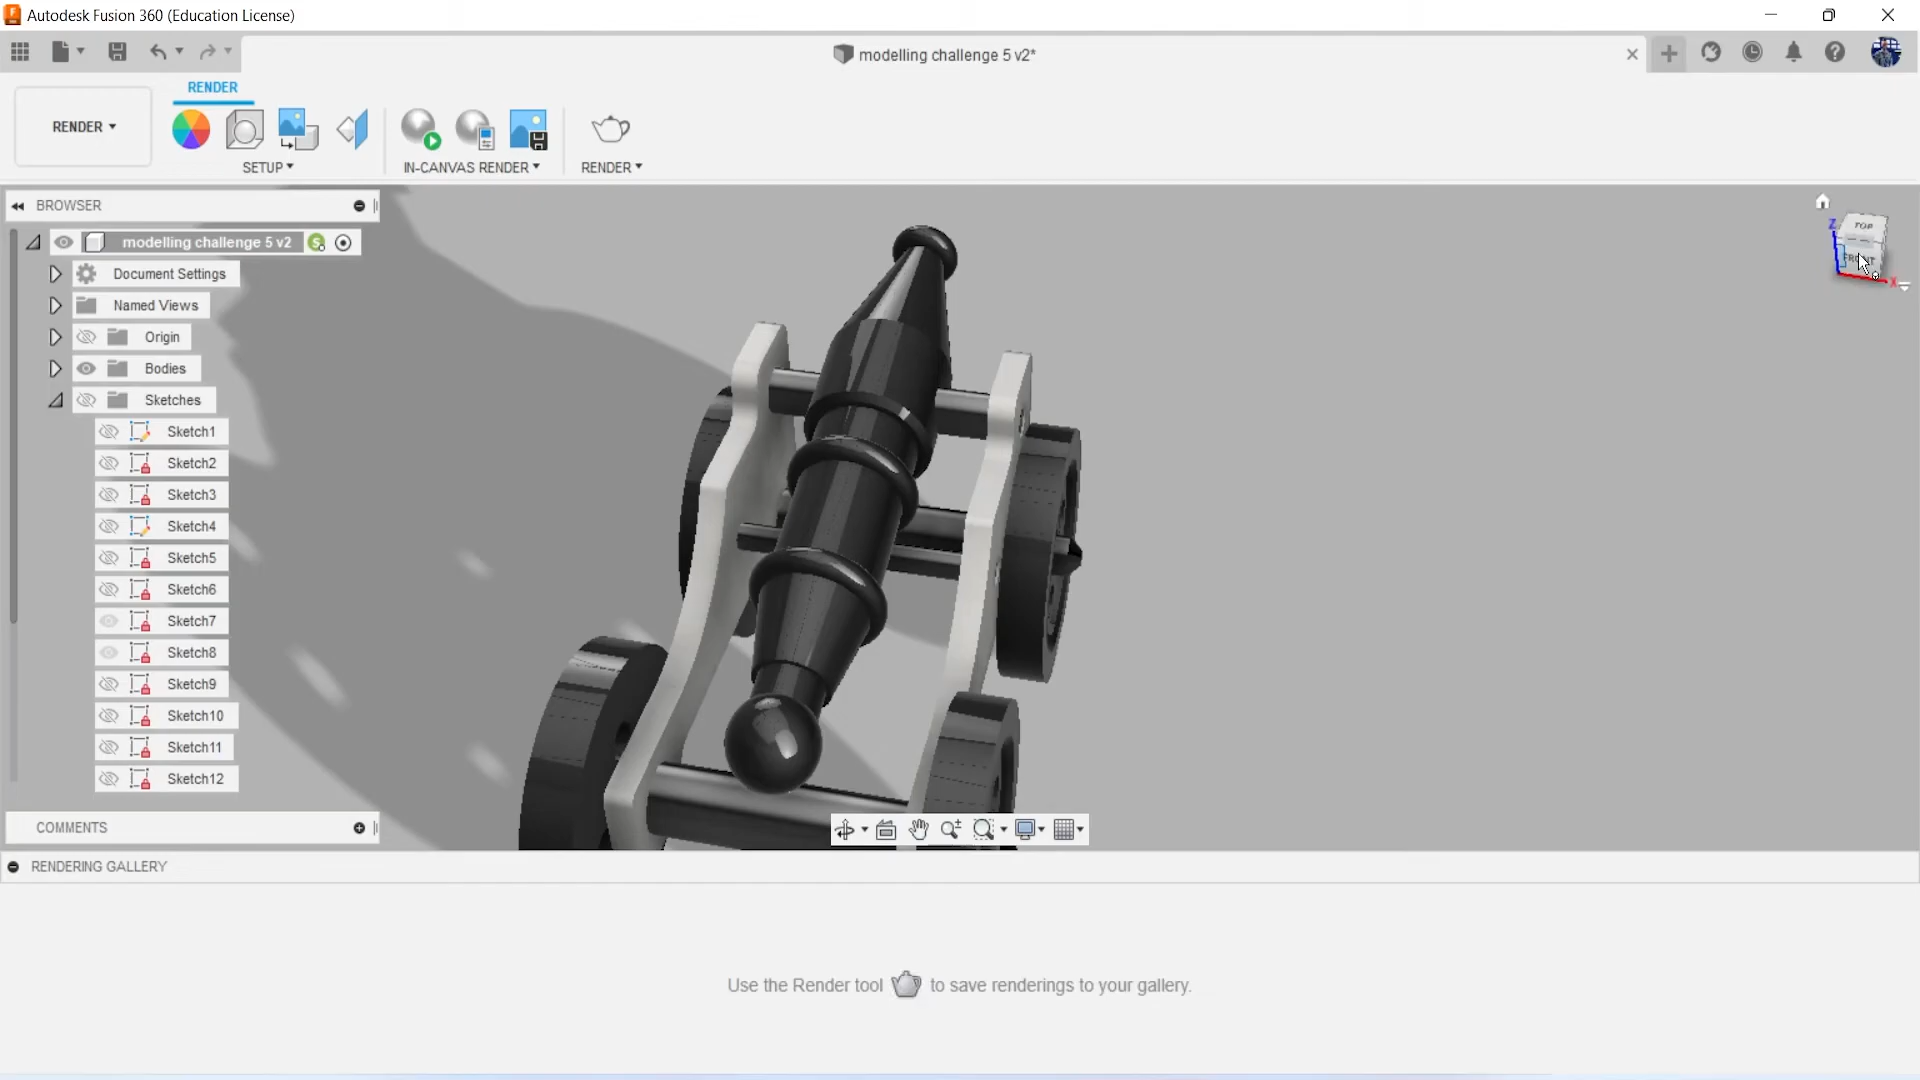 Autodesk Fusion 360 (Education License)
modelling challenge 5 v2*
RENDER
RENDER
SETUP
IN-CANVAS RENDER
RENDER
BROWSER
modelling challenge 5 v2
Document Settings
Named Views
Origin
Bodies
Sketches
Sketch1
Sketch2
Sketch3
Sketch4
Sketch5
Sketch6
Sketch7
Sketch8
Sketch9
Sketch10
Sketch11
Sketch12
TOP
FRONT
Z
X
COMMENTS
RENDERING GALLERY
Use the Render tool to save renderings to your gallery.